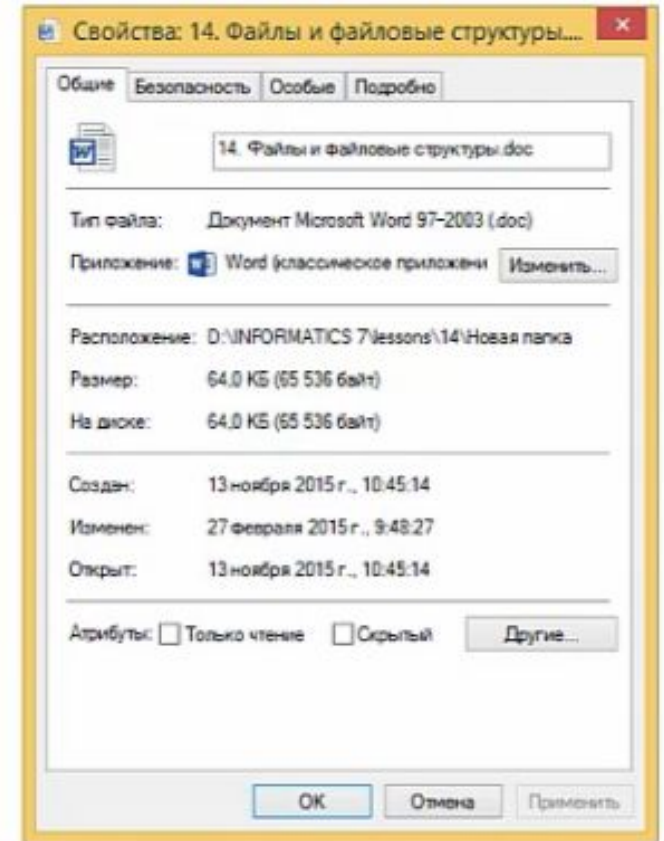 Свойства: 14. Файлы и файловые структуры....
Общие Безопасность Особые Подробно
14. Файлы и файловые структуры.doc
Тип файла: Документ Microsoft Word 97–2003 (.doc)
Приложение: Word (классическое приложени Изменить...
Расположение: D:\INFORMATICS 7\lessons\14\Новая папка
Размер: 64,0 КБ (65 536 байт)
На диске: 64,0 КБ (65 536 байт)
Создан: 13 ноября 2015 г., 10:45:14
Изменен: 27 февраля 2015 г., 9:48:27
Открыт: 13 ноября 2015 г., 10:45:14
Атрибуты: Только чтение Скрытый Другие...
ОК Отмена Применить